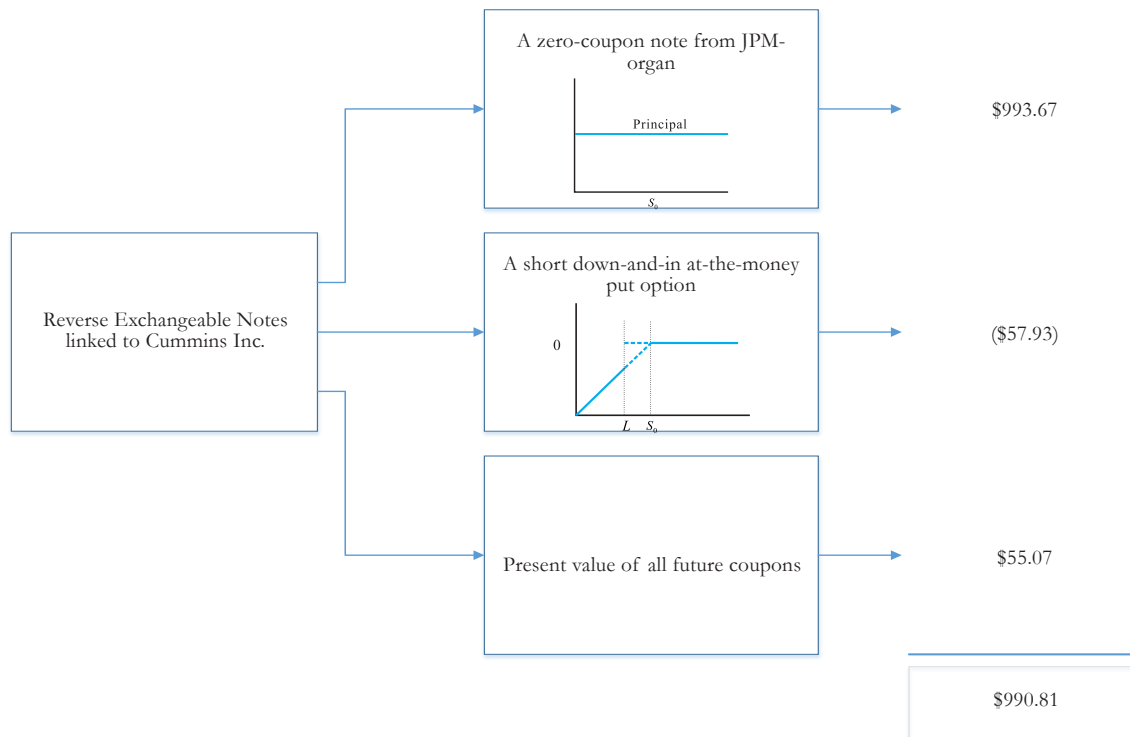 A zero-coupon note from JPM-
organ
Principal
S₀
$993.67
Reverse Exchangeable Notes
linked to Cummins Inc.
A short down-and-in at-the-money
put option
0
L S₀
($57.93)
Present value of all future coupons
$55.07
$990.81